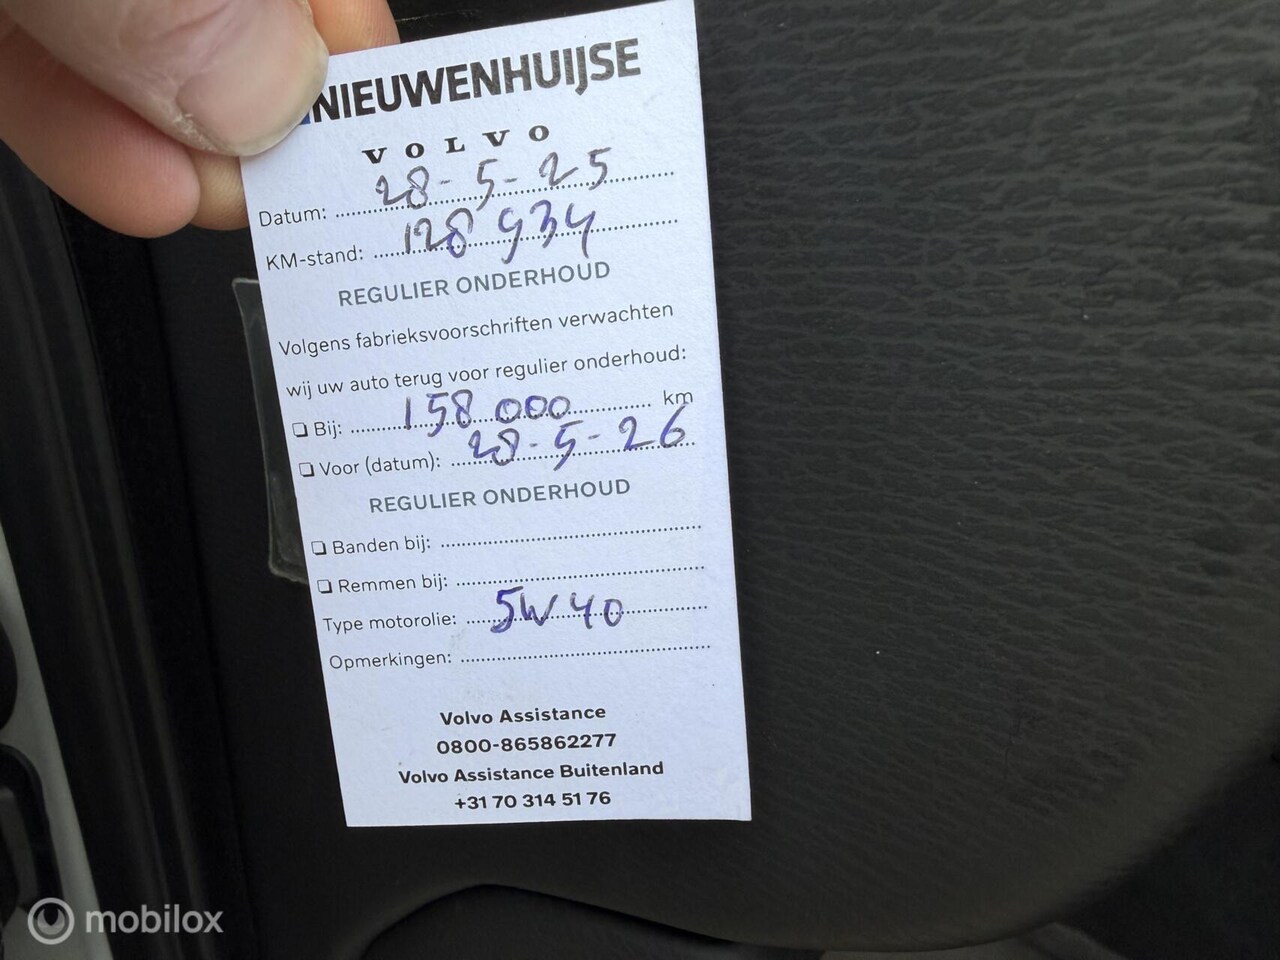 NIEUWENHUIJSE
VOLVO
Datum: 28-5-25
KM-stand: 128 934
REGULIER ONDERHOUD
Volgens fabrieksvoorschriften verwachten
wij uw auto terug voor regulier onderhoud:
Bij: 158 000 km
Voor (datum): 28-5-26
REGULIER ONDERHOUD
Banden bij:
Remmen bij:
Type motorolie: 5W40
Opmerkingen:
Volvo Assistance
0800-865862277
Volvo Assistance Buitenland
+31 70 314 51 76
mobilox